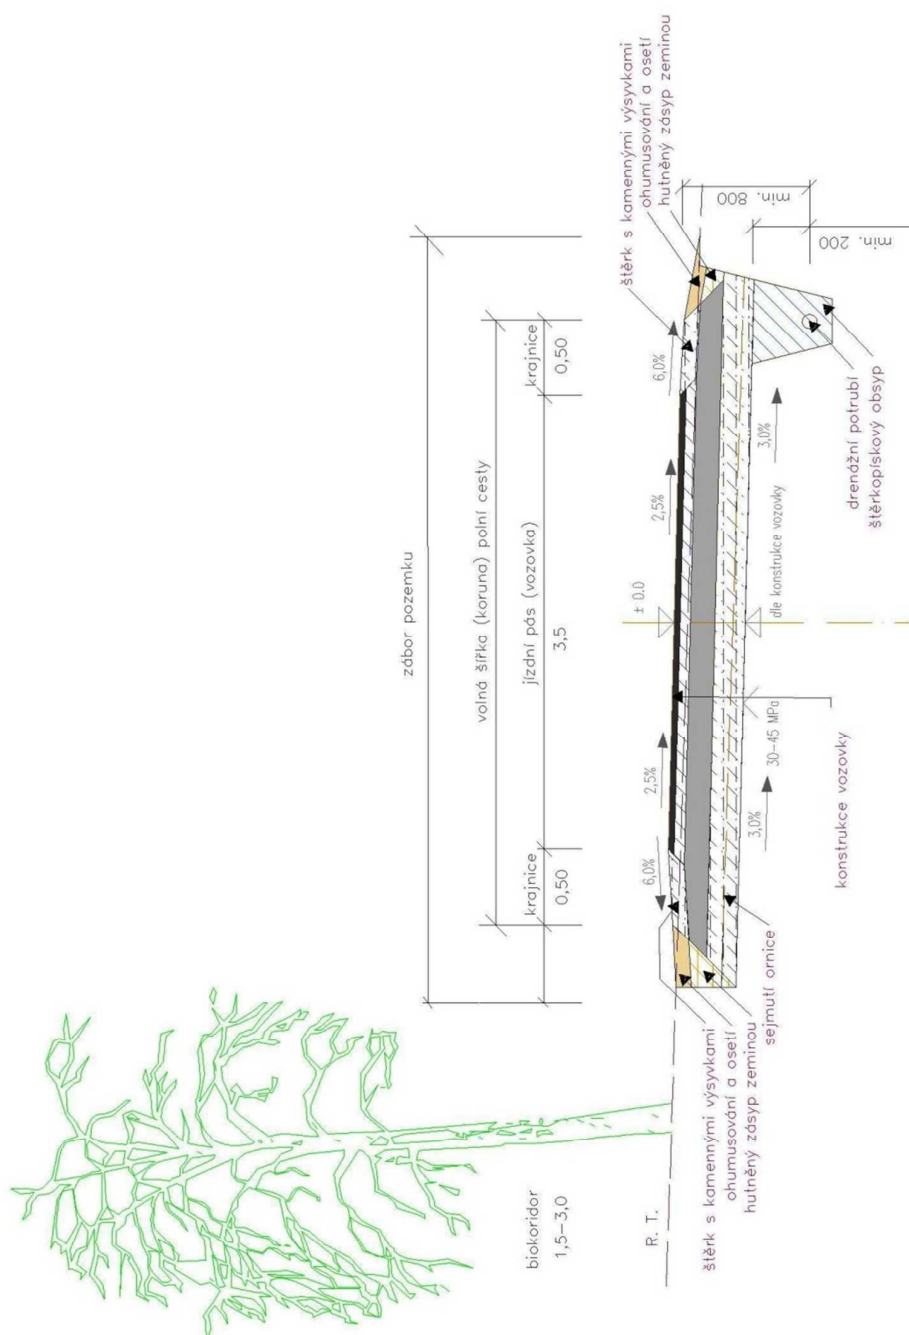 zábor pozemku
volná šířka (koruna) polní cesty
krajnice
jízdní pás (vozovka)
krajnice
0,50
3,5
0,50
biokoridor
1,5-3,0
R. T.
6,0%
2,5%
± 0.0
2,5%
6,0%
štěrk s kamennými výsyvkami
ohumusování a osetí
hutněný zásyp zeminou
min. 800
min. 200
štěrk s kamennými výsyvkami
ohumusování a osetí
hutněný zásyp zeminou
sejmutí ornice
3,0%
30-45 MPa
dle konstrukce vozovky
3,0%
konstrukce vozovky
drenážní potrubí
štěrkopískový obsyp